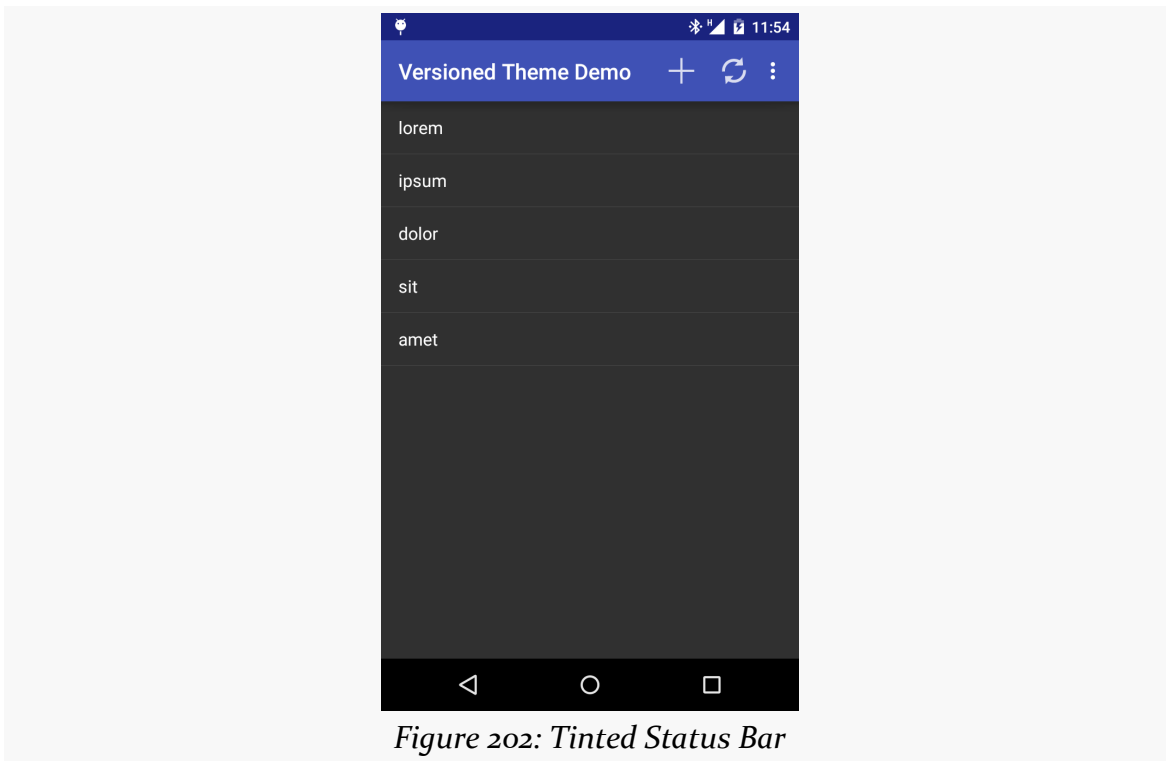 H 11:54
Versioned Theme Demo
lorem
ipsum
dolor
sit
amet
Figure 202: Tinted Status Bar